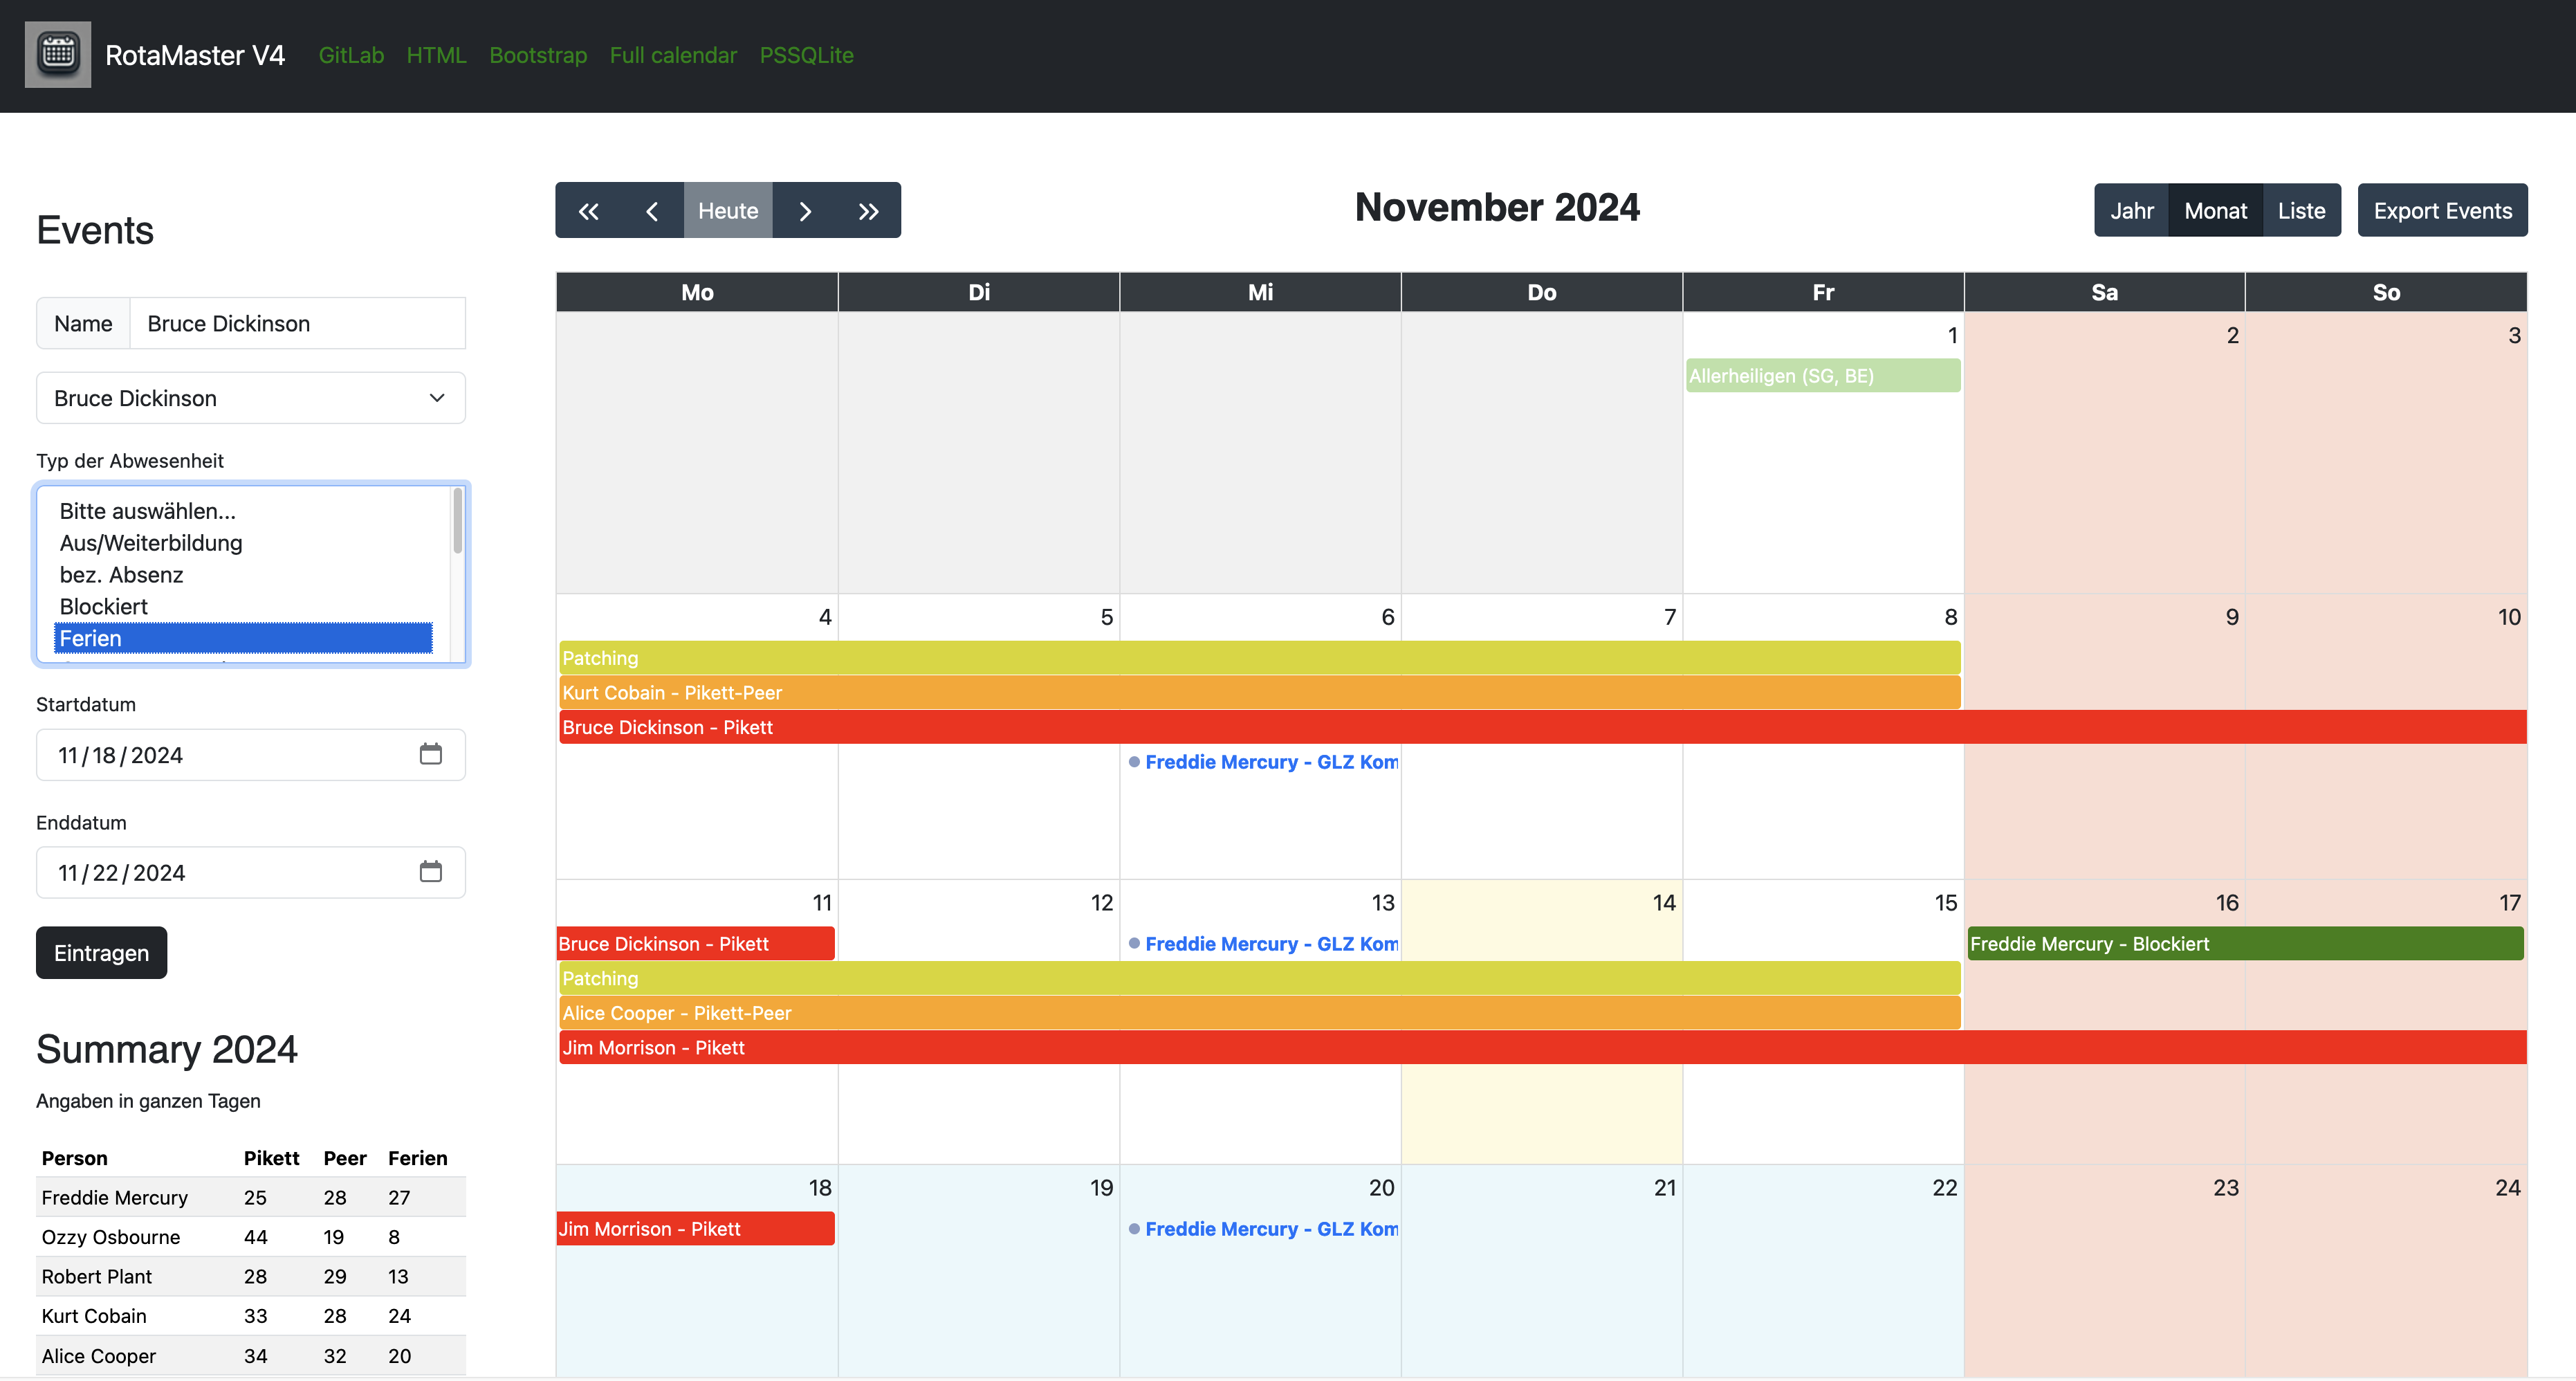 RotaMaster V4 GitLab HTML Bootstrap Full calendar PSSQLite
Events
Name Bruce Dickinson
Bruce Dickinson
Typ der Abwesenheit
Bitte auswählen...
Aus/Weiterbildung
bez. Absenz
Blockiert
Ferien
Startdatum
11/18/2024
Enddatum
11/22/2024
Eintragen
Summary 2024
Angaben in ganzen Tagen
Person Pikett Peer Ferien
Freddie Mercury 25 28 27
Ozzy Osbourne 44 19 8
Robert Plant 28 29 13
Kurt Cobain 33 28 24
Alice Cooper 34 32 20
Heute
November 2024
Jahr Monat Liste Export Events
Mo Di Mi Do Fr Sa So
1 2 3
Allerheiligen (SG, BE)
4 5 6 7 8 9 10
Patching
Kurt Cobain - Pikett-Peer
Bruce Dickinson - Pikett
Freddie Mercury - GLZ Kom
11 12 13 14 15 16 17
Bruce Dickinson - Pikett Freddie Mercury - GLZ Kom Freddie Mercury - Blockiert
Patching
Alice Cooper - Pikett-Peer
Jim Morrison - Pikett
18 19 20 21 22 23 24
Jim Morrison - Pikett Freddie Mercury - GLZ Kom